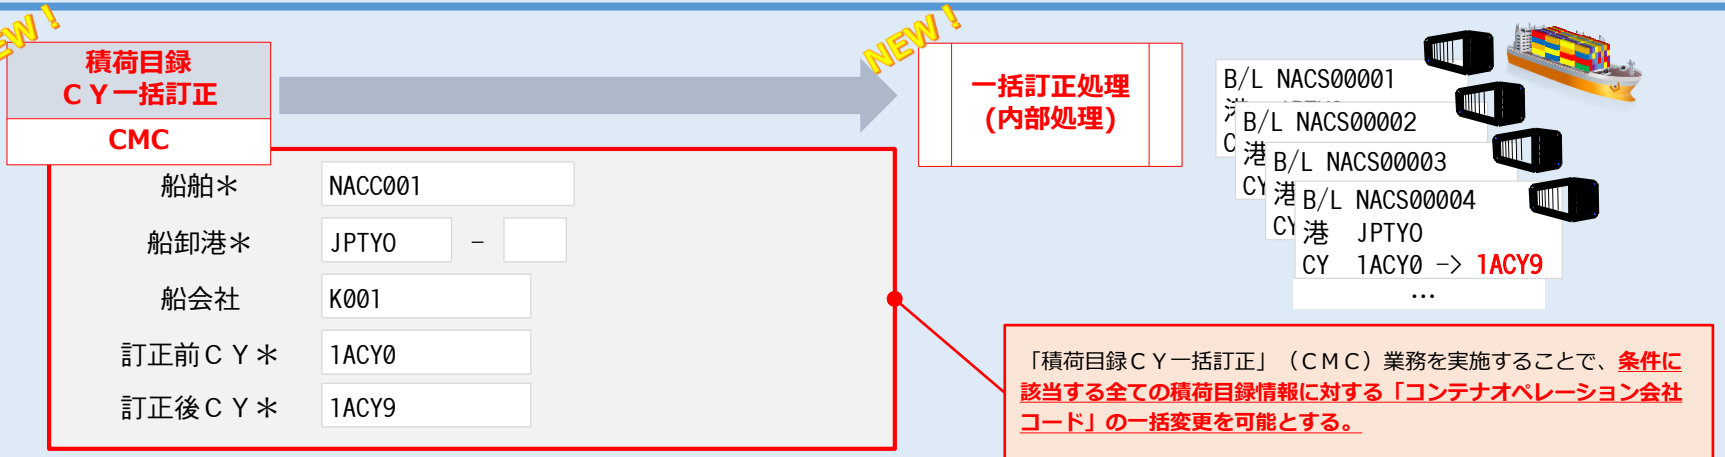 NEW！
積荷目録
ＣＹ一括訂正
CMC
船舶＊ NACC001
船卸港＊ JPTYO -
船会社 K001
訂正前ＣＹ＊ 1ACY0
訂正後ＣＹ＊ 1ACY9
NEW！
一括訂正処理
(内部処理)
B/L NACS00001
港
C
B/L NACS00002
港
CY
B/L NACS00003
港
CY
B/L NACS00004
港 JPTYO
CY 1ACY0 -> 1ACY9
…
「積荷目録ＣＹ一括訂正」（ＣＭＣ）業務を実施することで、条件に
該当する全ての積荷目録情報に対する「コンテナオペレーション会社
コード」の一括変更を可能とする。